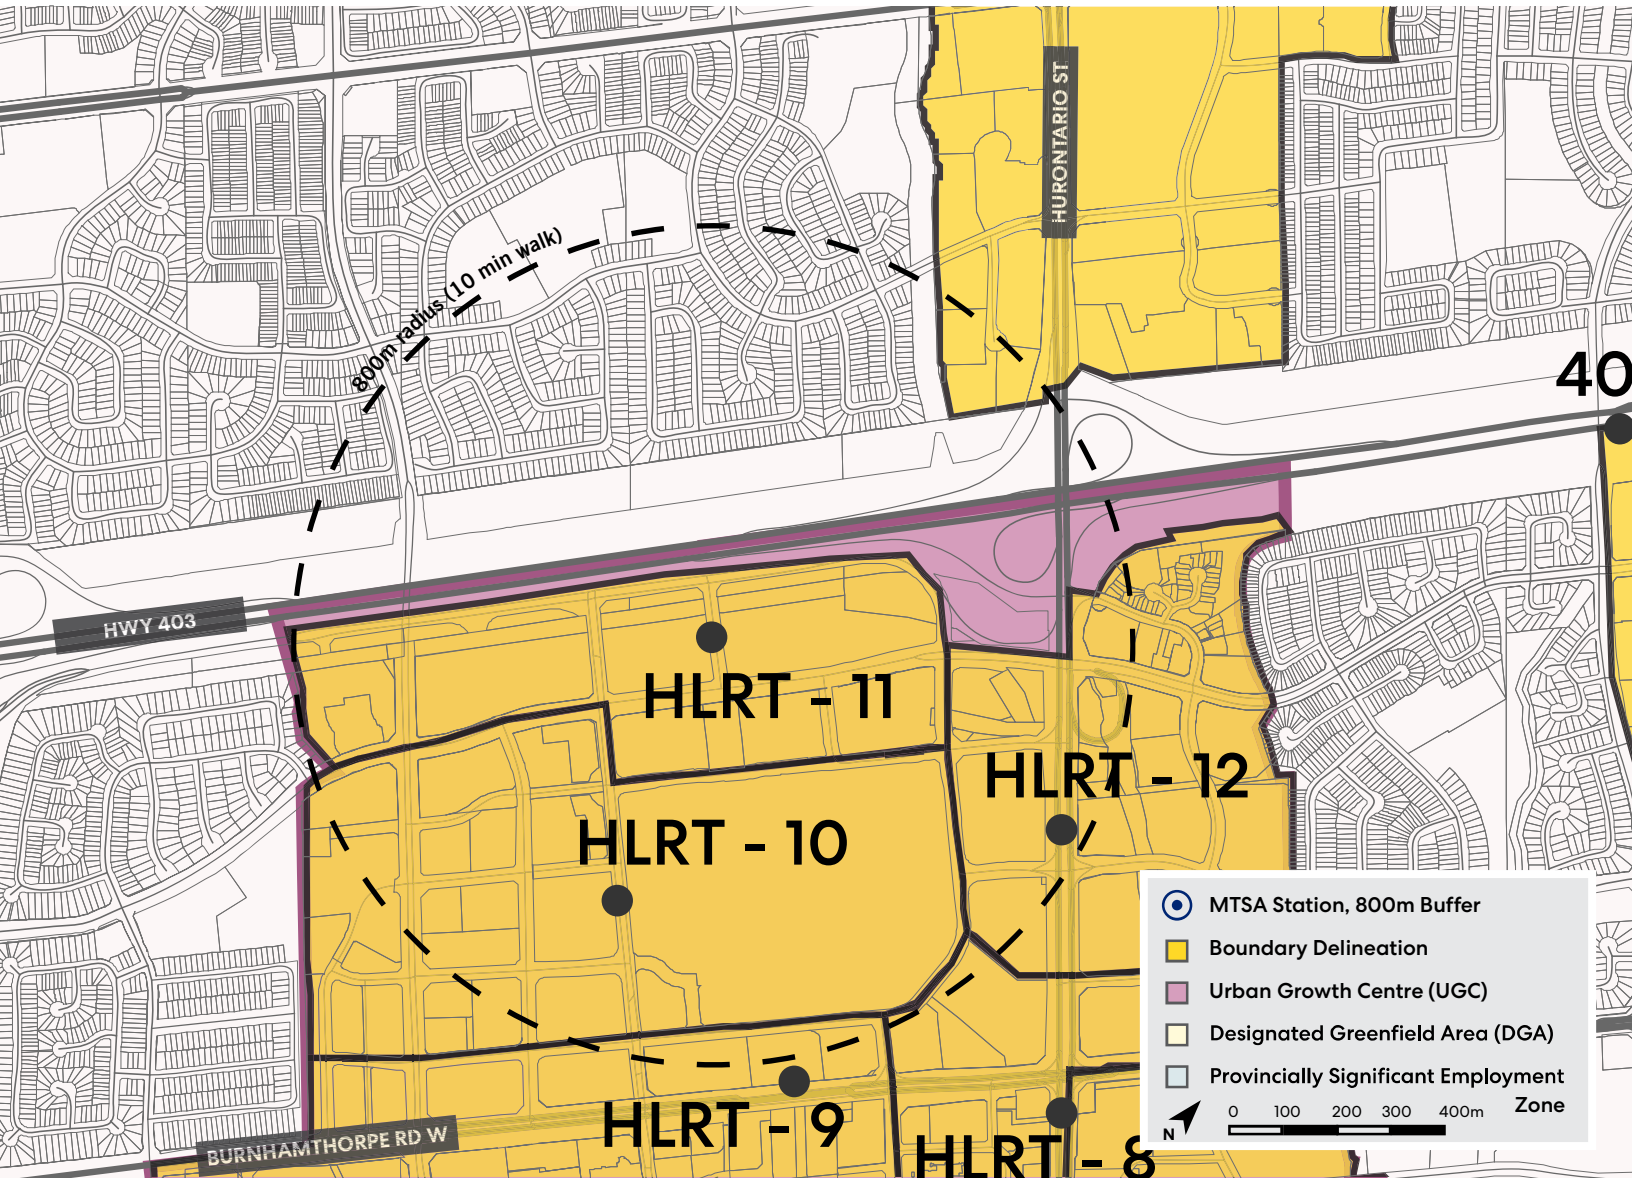 HURONTARIO ST
800m radius (10 min walk)
40
HWY 403
HLRT - 11
HLRT - 12
HLRT - 10
HLRT - 9
HLRT - 8
BURNHAMTHORPE RD W
MTSA Station, 800m Buffer
Boundary Delineation
Urban Growth Centre (UGC)
Designated Greenfield Area (DGA)
Provincially Significant Employment
Zone
N
0 100 200 300 400m